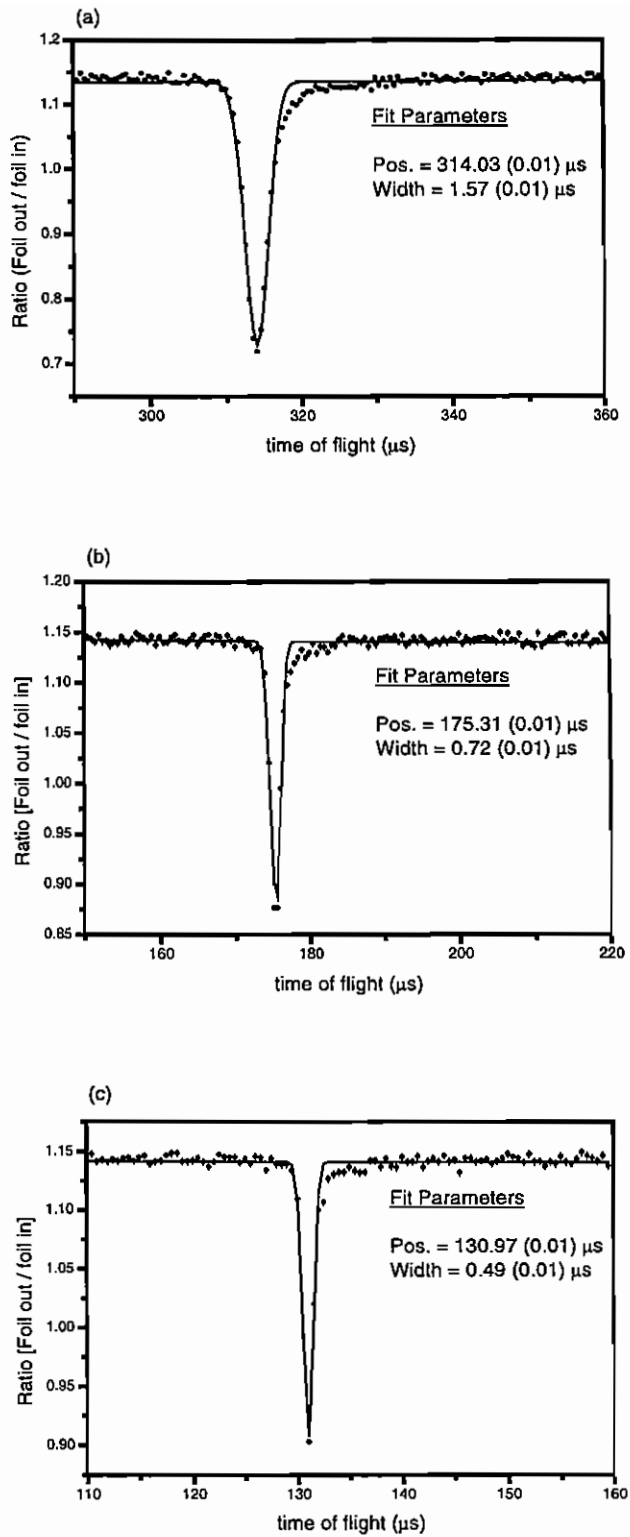 (a)
1.2
1.1
1.0
0.9
0.8
0.7
Ratio (Foil out / foil in)
Fit Parameters
Pos. = 314.03 (0.01) μs
Width = 1.57 (0.01) μs
300 320 340 360
time of flight (μs)
(b)
1.20
1.15
1.10
1.05
1.00
0.95
0.90
0.85
Ratio [Foil out / foil in]
Fit Parameters
Pos. = 175.31 (0.01) μs
Width = 0.72 (0.01) μs
160 180 200 220
time of flight (μs)
(c)
1.15
1.10
1.05
1.00
0.95
0.90
Ratio [Foil out / foil in]
Fit Parameters
Pos. = 130.97 (0.01) μs
Width = 0.49 (0.01) μs
110 120 130 140 150 160
time of flight (μs)